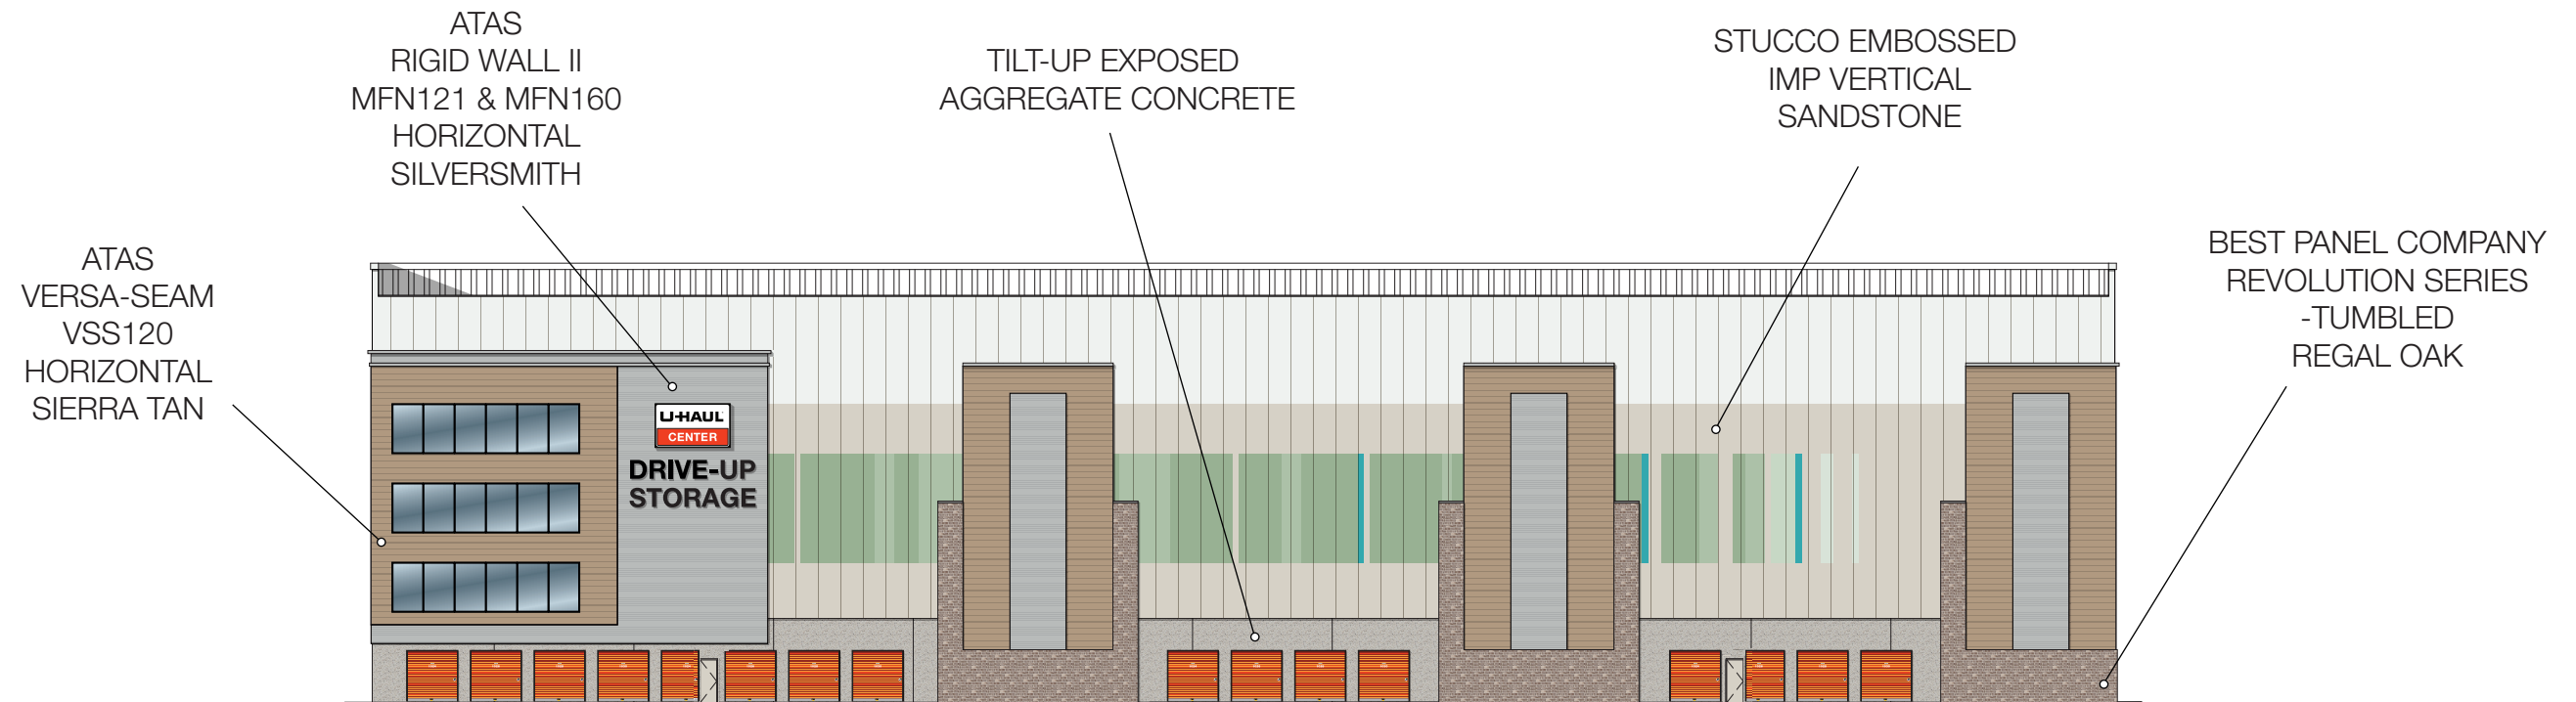 ATAS
RIGID WALL II
MFN121 & MFN160
HORIZONTAL
SILVERSMITH
TILT-UP EXPOSED
AGGREGATE CONCRETE
STUCCO EMBOSSED
IMP VERTICAL
SANDSTONE
ATAS
VERSA-SEAM
VSS120
HORIZONTAL
SIERRA TAN
BEST PANEL COMPANY
REVOLUTION SERIES
-TUMBLED
REGAL OAK
U-HAUL
CENTER
DRIVE-UP
STORAGE